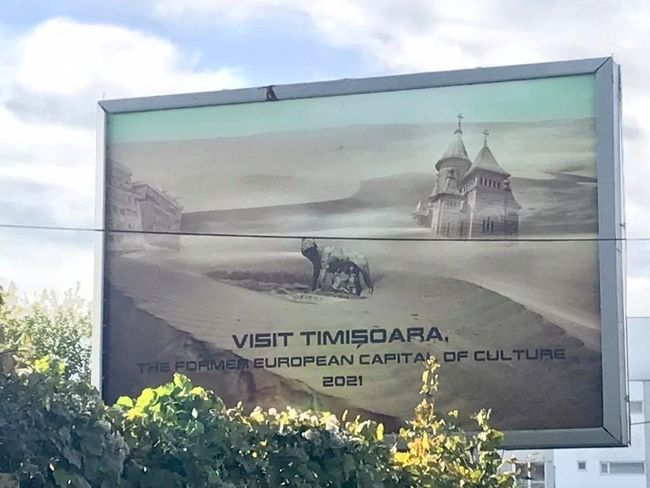 VISIT TIMIȘOARA,
THE FORMER EUROPEAN CAPITAL OF CULTURE
2021